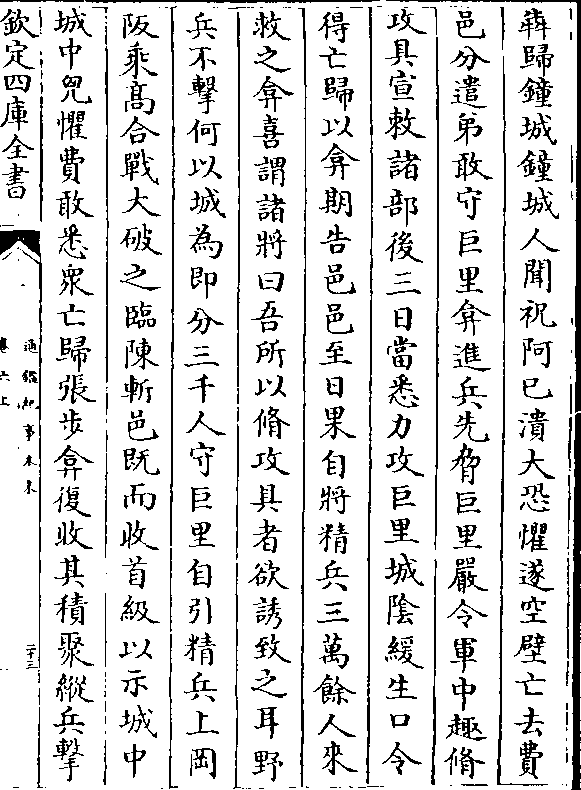 犇歸鐘城鐘城人聞祝阿已潰大恐懼遂空壁亡去費
邑分遣弟敢守巨里弇進兵先脅巨里嚴令軍中趣脩
攻具宣敕諸部後三日當悉力攻巨里城陰緩生口令
得亡歸以弇期告邑邑至日果自將精兵三萬餘人來
救之弇喜謂諸將曰吾所以脩攻具者欲誘致之耳野
兵不擊何以城為即分三千人守巨里自引精兵上岡
阪乘髙合戰大破之臨陳斬邑既而收首級以示城中
城中兇懼費敢悉衆亡歸張步弇復收其積聚縱兵擊
欽定四庫全書
通鑑紀事本末
卷六上
二十三